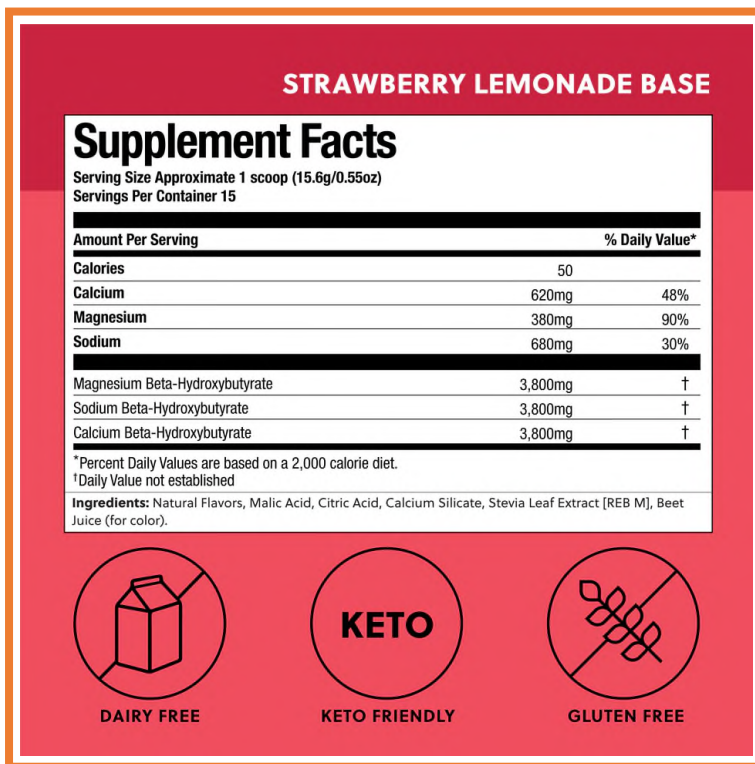 STRAWBERRY LEMONADE BASE
Supplement Facts
Serving Size Approximate 1 scoop (15.6g/0.55oz)
Servings Per Container 15
Amount Per Serving % Daily Value*
Calories 50
Calcium 620mg 48%
Magnesium 380mg 90%
Sodium 680mg 30%
Magnesium Beta-Hydroxybutyrate 3,800mg †
Sodium Beta-Hydroxybutyrate 3,800mg †
Calcium Beta-Hydroxybutyrate 3,800mg †
*Percent Daily Values are based on a 2,000 calorie diet.
†Daily Value not established
Ingredients: Natural Flavors, Malic Acid, Citric Acid, Calcium Silicate, Stevia Leaf Extract [REB M], Beet
Juice (for color).
KETO
DAIRY FREE KETO FRIENDLY GLUTEN FREE